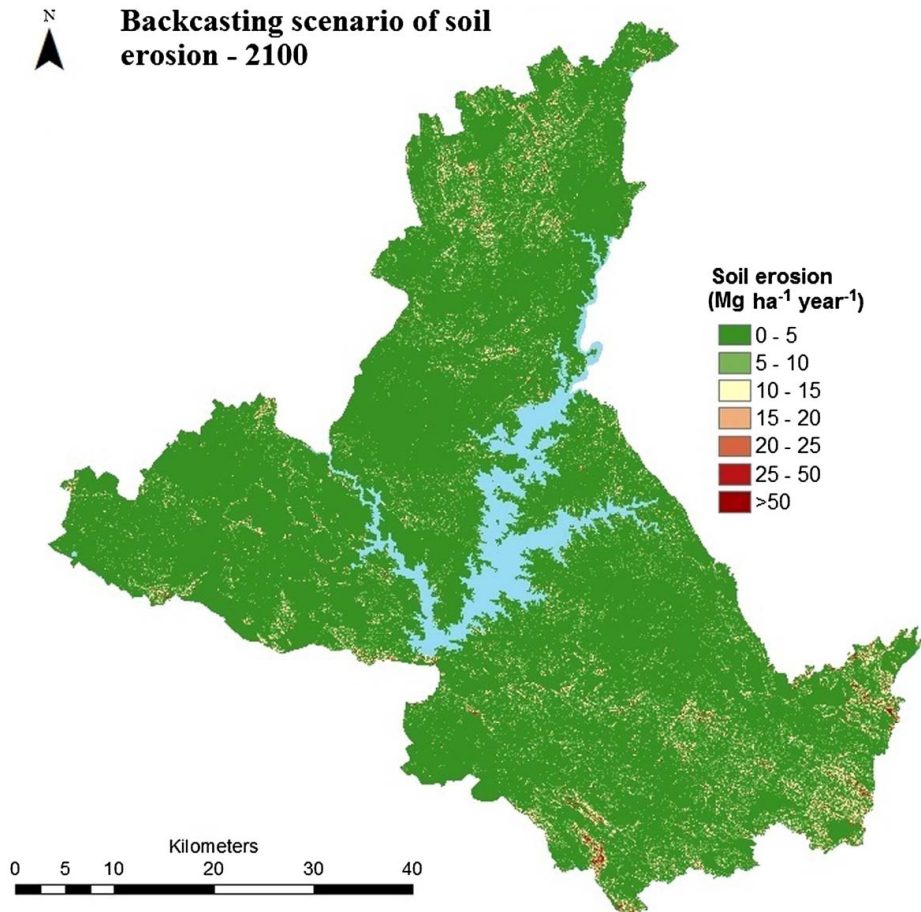 N
Backcasting scenario of soil
erosion - 2100
Soil erosion
(Mg ha⁻¹ year⁻¹)
0 - 5
5 - 10
10 - 15
15 - 20
20 - 25
25 - 50
>50
Kilometers
0 5 10 20 30 40